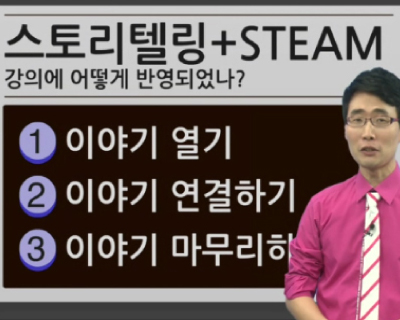 스토리텔링+STEAM
강의에 어떻게 반영되었나?
1 이야기 열기
2 이야기 연결하기
3 이야기 마무리하